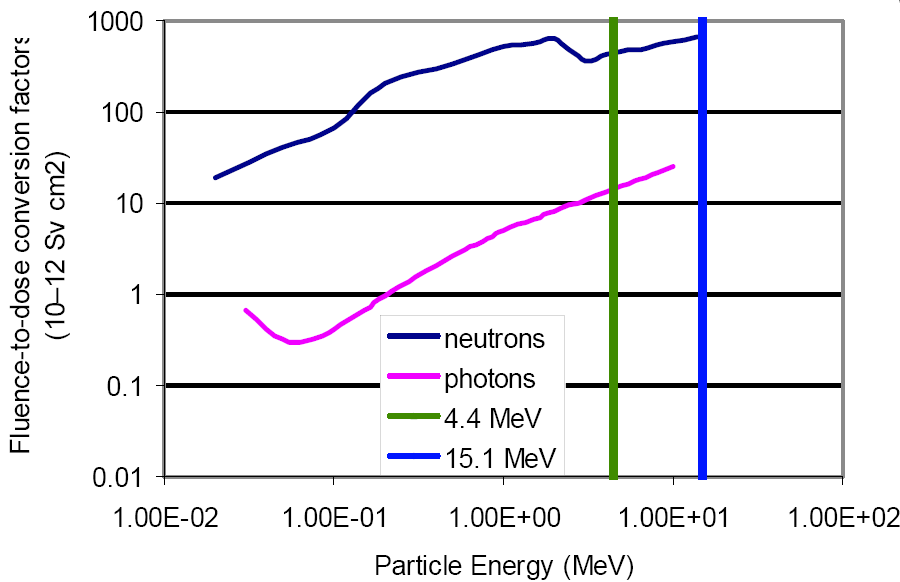 Fluence-to-dose conversion factors
(10–12 Sv cm2)
1000
100
10
1
0.1
0.01
neutrons
photons
4.4 MeV
15.1 MeV
1.00E-02 1.00E-01 1.00E+00 1.00E+01 1.00E+02
Particle Energy (MeV)